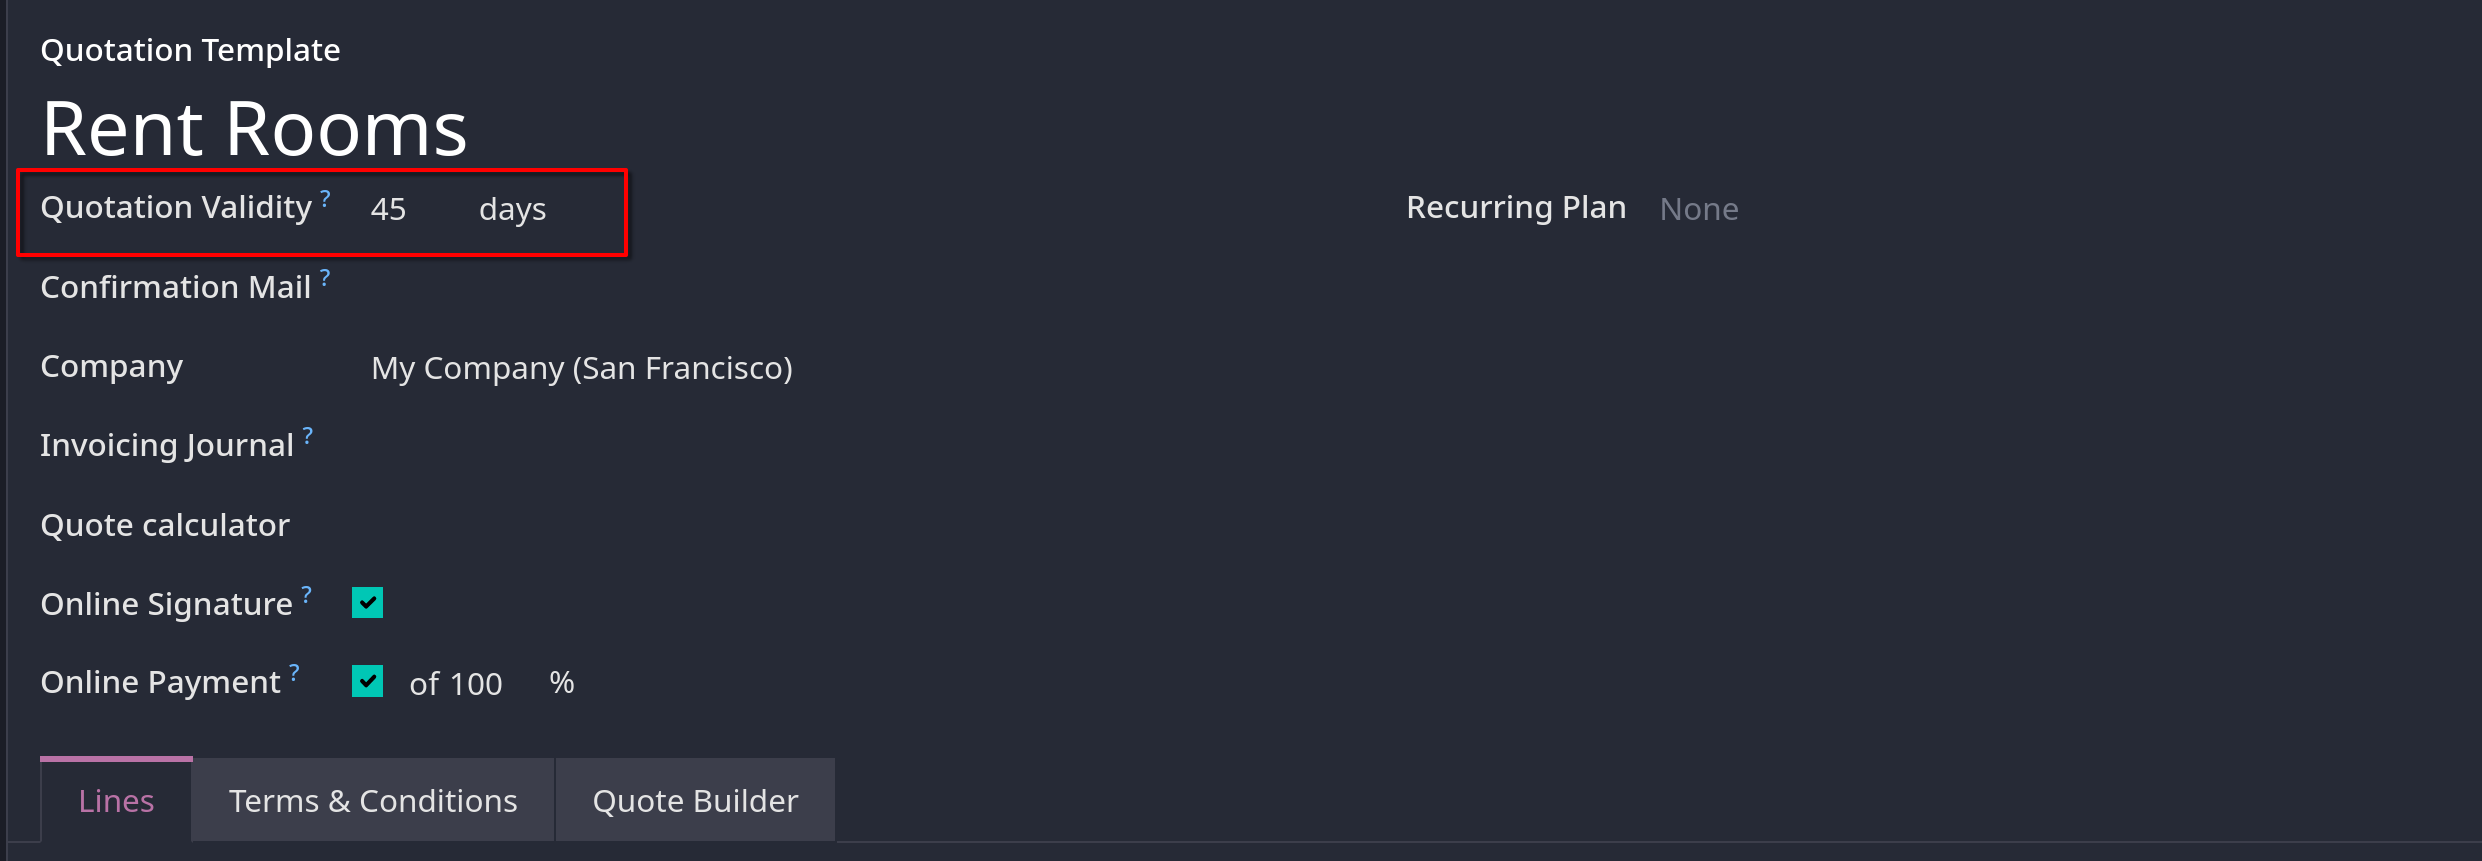 Quotation Template
Rent Rooms
Quotation Validity ? 45 days
Recurring Plan None
Confirmation Mail ?
Company My Company (San Francisco)
Invoicing Journal ?
Quote calculator
Online Signature ?
Online Payment ? of 100 %
Lines Terms & Conditions Quote Builder